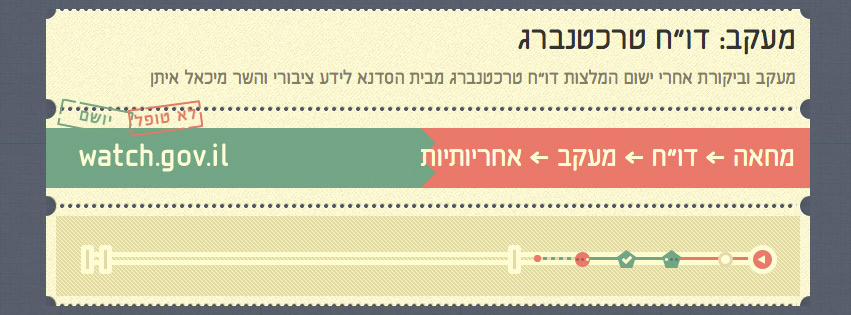 מעקב: דו״ח טרכטנברג
מעקב וביקורת אחרי ישום המלצות דו״ח טרכטנברג מבית הסדנא לידע ציבורי והשר מיכאל איתן
לא טופל
יושם
מחאה ← דו״ח ← מעקב ← אחריותיות
watch.gov.il